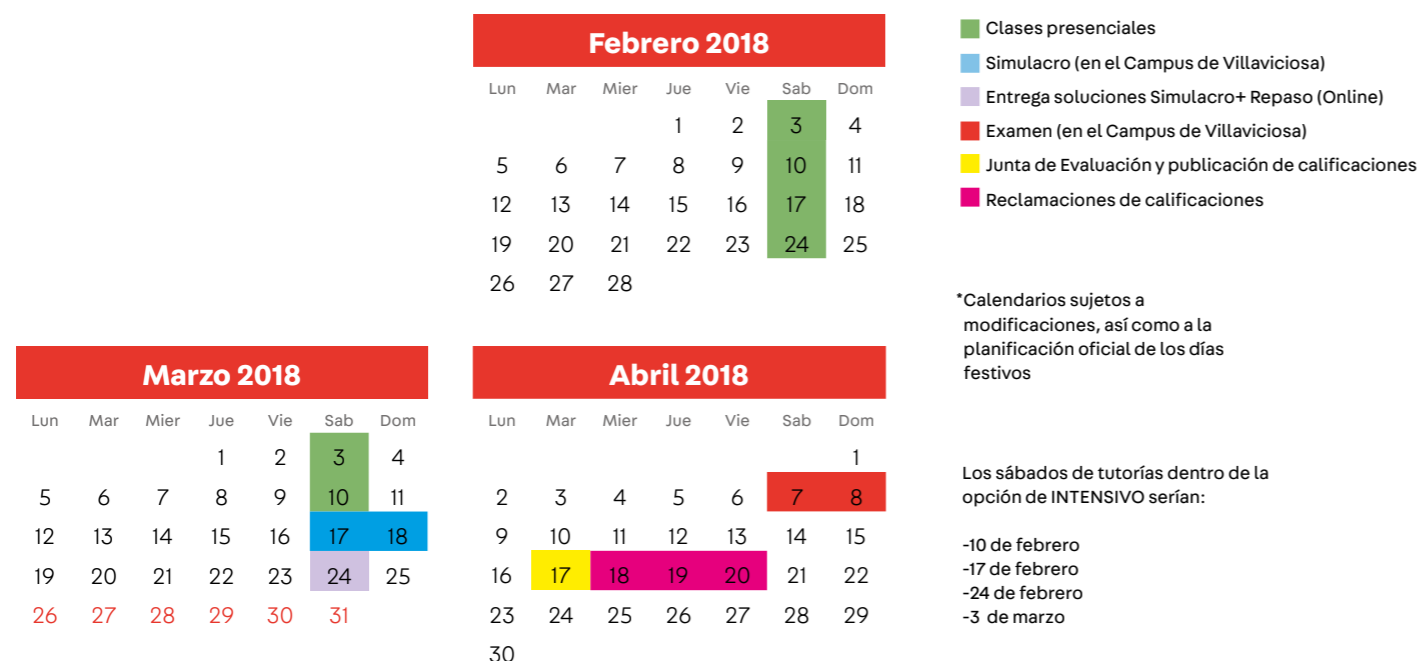 Febrero 2018
Lun Mar Mier Jue Vie Sab Dom
1 2 3 4
5 6 7 8 9 10 11
12 13 14 15 16 17 18
19 20 21 22 23 24 25
26 27 28
Clases presenciales
Simulacro (en el Campus de Villaviciosa)
Entrega soluciones Simulacro+ Repaso (Online)
Examen (en el Campus de Villaviciosa)
Junta de Evaluación y publicación de calificaciones
Reclamaciones de calificaciones
*Calendarios sujetos a
modificaciones, así como a la
planificación oficial de los días
festivos
Marzo 2018
Lun Mar Mier Jue Vie Sab Dom
1 2 3 4
5 6 7 8 9 10 11
12 13 14 15 16 17 18
19 20 21 22 23 24 25
26 27 28 29 30 31
Abril 2018
Lun Mar Mier Jue Vie Sab Dom
1
2 3 4 5 6 7 8
9 10 11 12 13 14 15
16 17 18 19 20 21 22
23 24 25 26 27 28 29
30
Los sábados de tutorías dentro de la
opción de INTENSIVO serían:
-10 de febrero
-17 de febrero
-24 de febrero
-3 de marzo